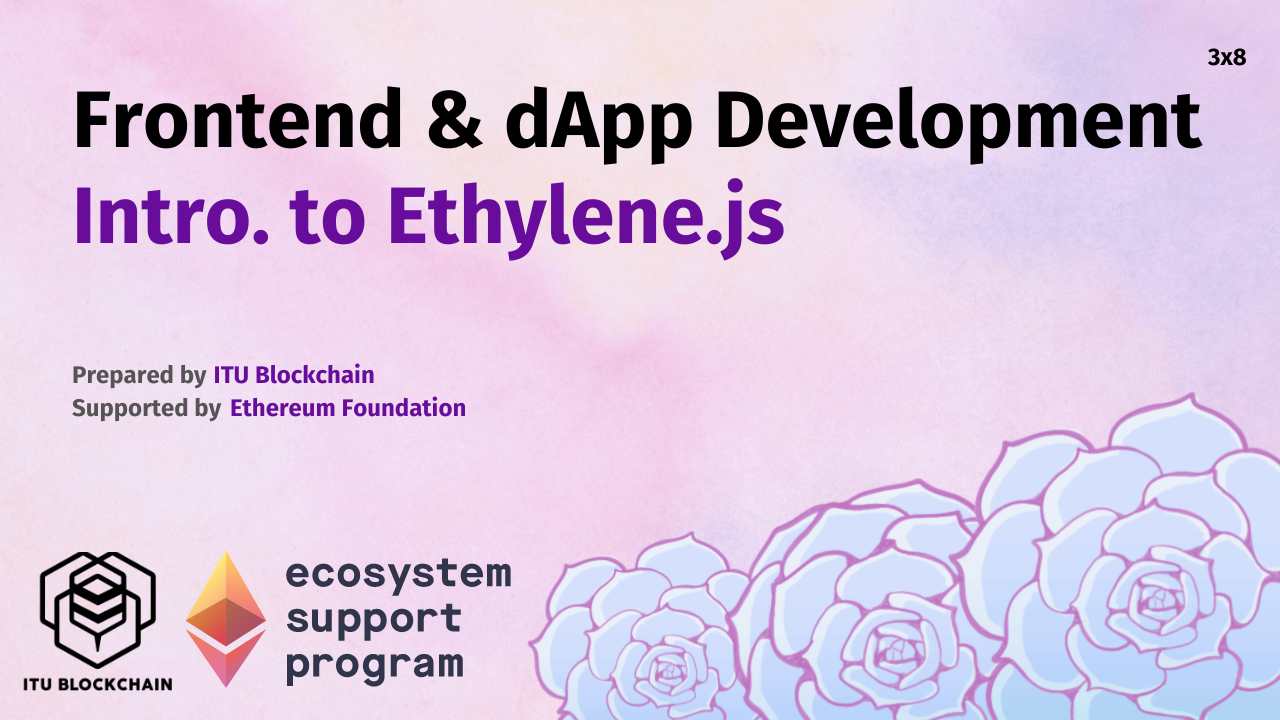 3x8
Frontend & dApp Development
Intro. to Ethylene.js
Prepared by ITU Blockchain
Supported by Ethereum Foundation
ITU BLOCKCHAIN
ecosystem
support
program